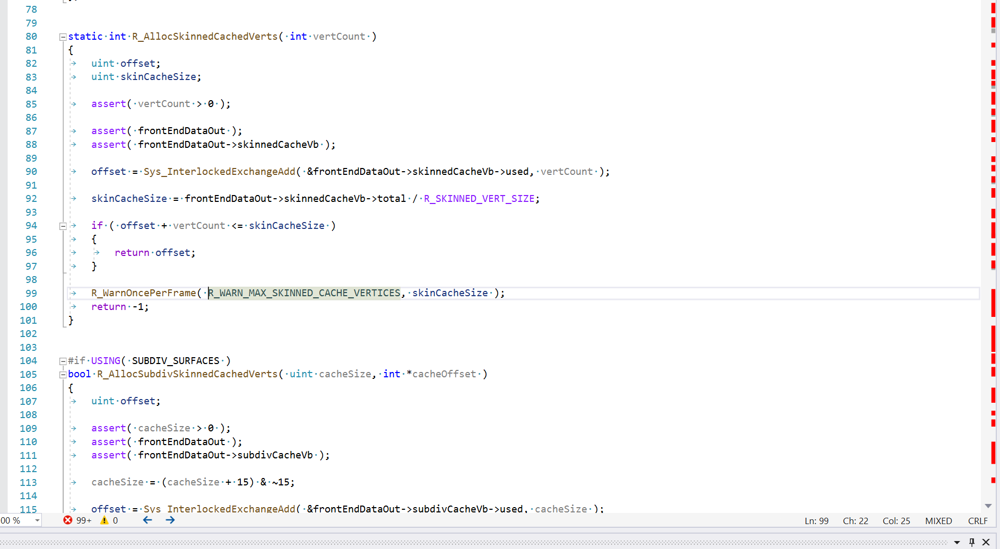 78
79
80 static int R_AllocSkinnedCachedVerts( int vertCount )
81 {
82 uint offset;
83 uint skinCacheSize;
84
85 assert( vertCount > 0 );
86
87 assert( frontEndDataOut );
88 assert( frontEndDataOut->skinnedCacheVb );
89
90 offset = Sys_InterlockedExchangeAdd( &frontEndDataOut->skinnedCacheVb->used, vertCount );
91
92 skinCacheSize = frontEndDataOut->skinnedCacheVb->total / R_SKINNED_VERT_SIZE;
93
94 if ( offset + vertCount <= skinCacheSize )
95 {
96 return offset;
97 }
98
99 R_WarnOncePerFrame( R_WARN_MAX_SKINNED_CACHE_VERTICES, skinCacheSize );
100 return -1;
101 }
102
103
104 #if USING( SUBDIV_SURFACES )
105 bool R_AllocSubdivSkinnedCachedVerts( uint cacheSize, int *cacheOffset )
106 {
107 uint offset;
108
109 assert( cacheSize > 0 );
110 assert( frontEndDataOut );
111 assert( frontEndDataOut->subdivCacheVb );
112
113 cacheSize = (cacheSize + 15) & ~15;
114
115 offset = Sys_InterlockedExchangeAdd( &frontEndDataOut->subdivCacheVb->used, cacheSize );
00 % 99+ 0 Ln: 99 Ch: 22 Col: 25 MIXED CRLF